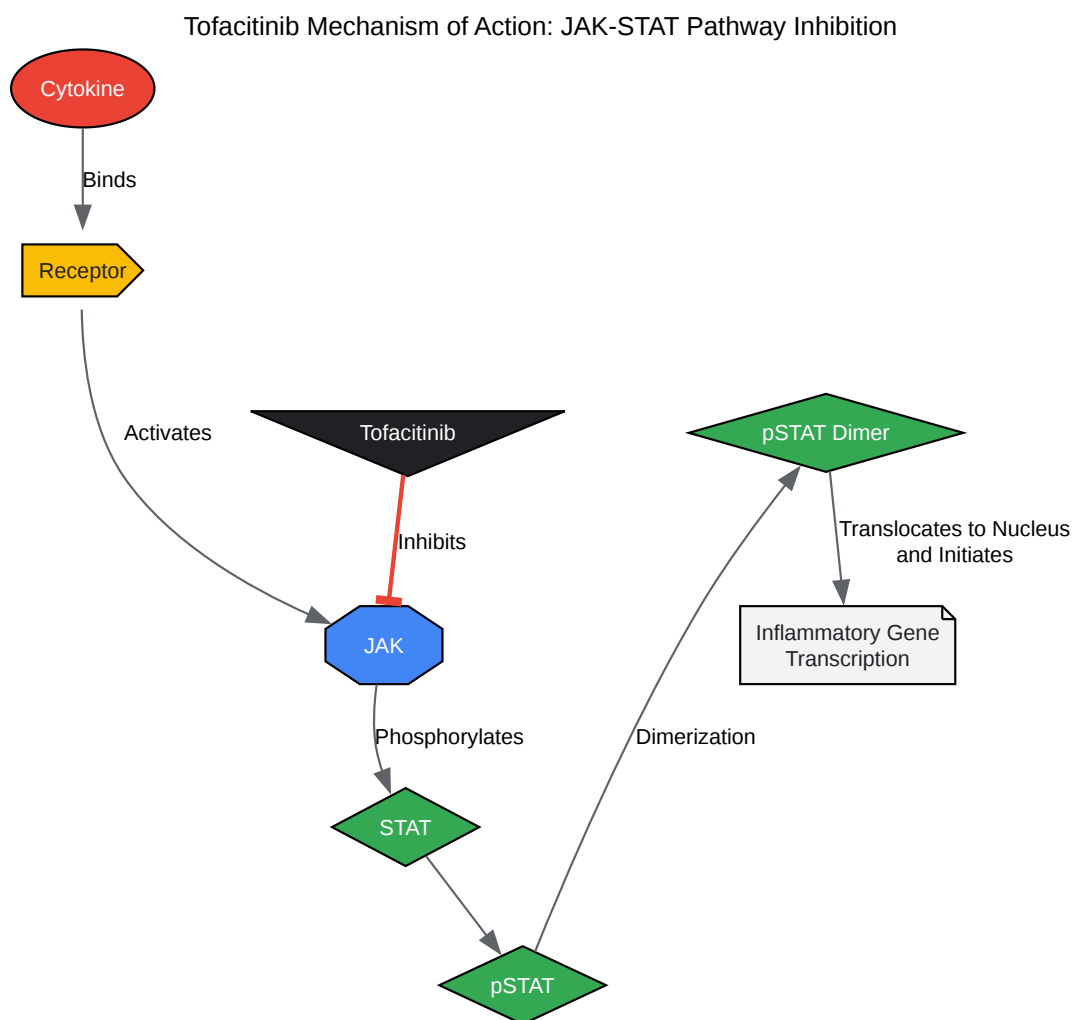 Tofacitinib Mechanism of Action: JAK-STAT Pathway Inhibition
Cytokine
Binds
Receptor
Activates
Tofacitinib
Inhibits
JAK
Phosphorylates
STAT
pSTAT
Dimerization
pSTAT Dimer
Translocates to Nucleus
and Initiates
Inflammatory Gene
Transcription